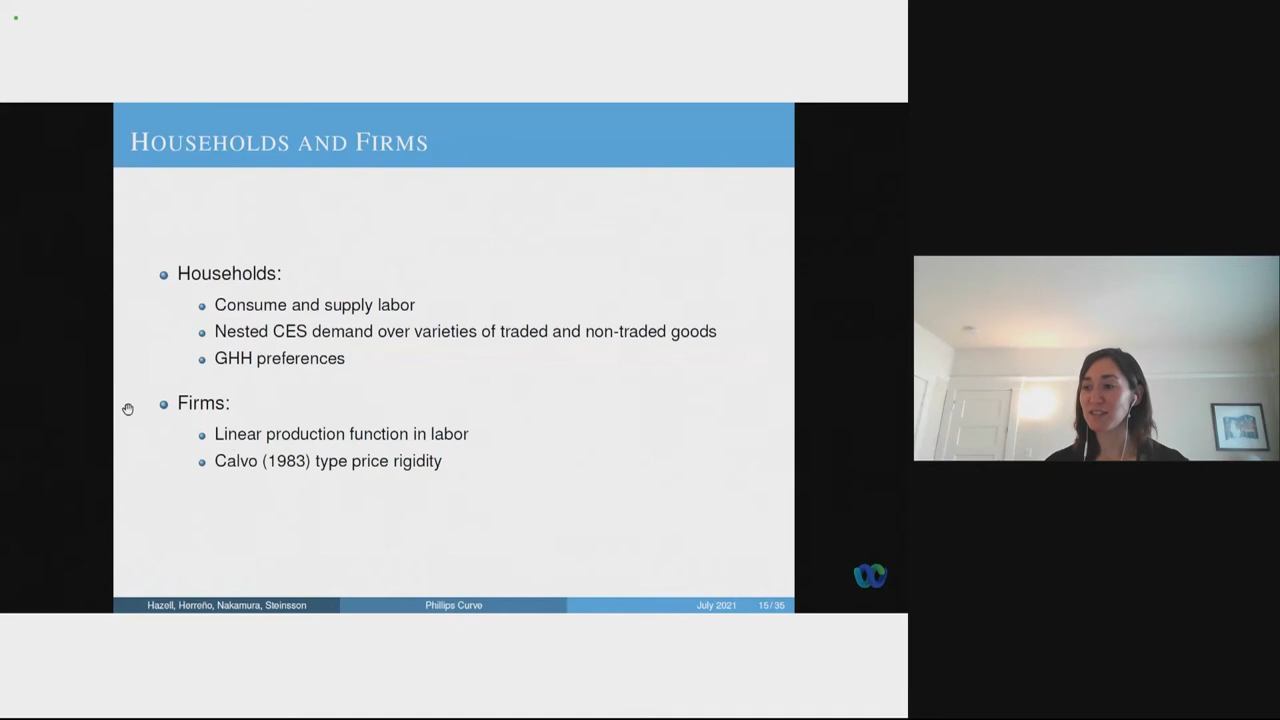 HOUSEHOLDS AND FIRMS
Households:
Consume and supply labor
Nested CES demand over varieties of traded and non-traded goods
GHH preferences
Firms:
Linear production function in labor
Calvo (1983) type price rigidity
Hazell, Herreño, Nakamura, Steinsson Phillips Curve July 2021 15/35